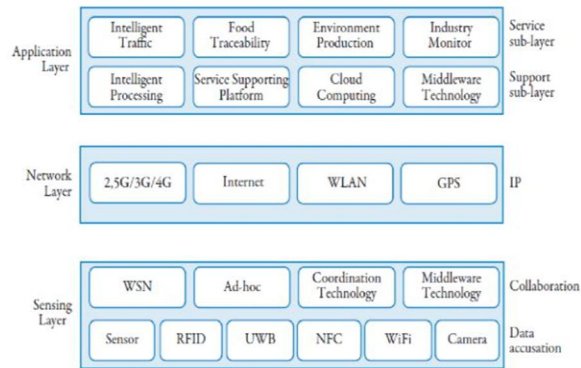 Application
Layer
Intelligent
Traffic
Food
Traceability
Environment
Production
Industry
Monitor
Service
sub-layer
Intelligent
Processing
Service Supporting
Platform
Cloud
Computing
Middleware
Technology
Support
sub-layer
Network
Layer
2,5G/3G/4G
Internet
WLAN
GPS
IP
Sensing
Layer
WSN
Ad-hoc
Coordination
Technology
Middleware
Technology
Collaboration
Sensor
RFID
UWB
NFC
WiFi
Camera
Data
accusation